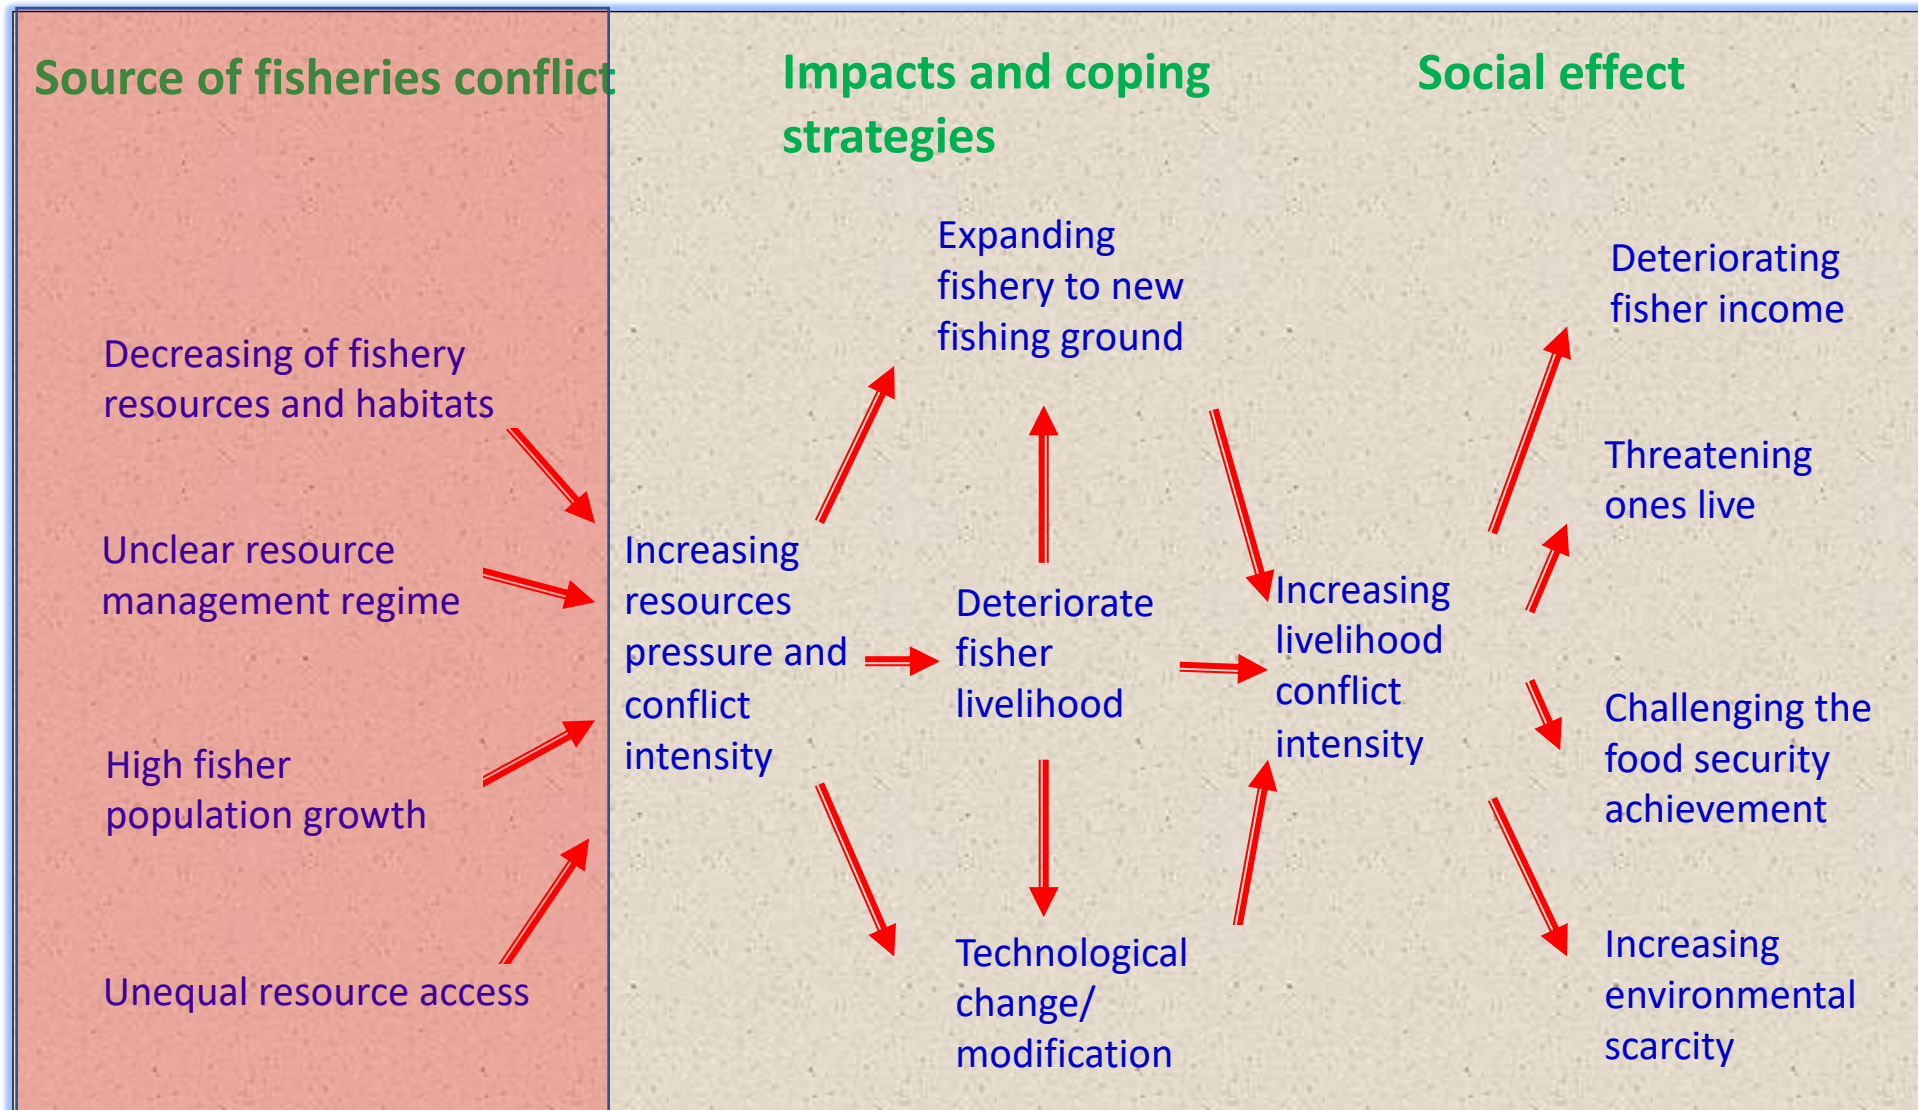 Source of fisheries conflict
Impacts and coping
strategies
Social effect
Decreasing of fishery
resources and habitats
Unclear resource
management regime
High fisher
population growth
Unequal resource access
Increasing
resources
pressure and
conflict
intensity
Expanding
fishery to new
fishing ground
Deteriorate
fisher
livelihood
Technological
change/
modification
Increasing
livelihood
conflict
intensity
Deteriorating
fisher income
Threatening
ones live
Challenging the
food security
achievement
Increasing
environmental
scarcity